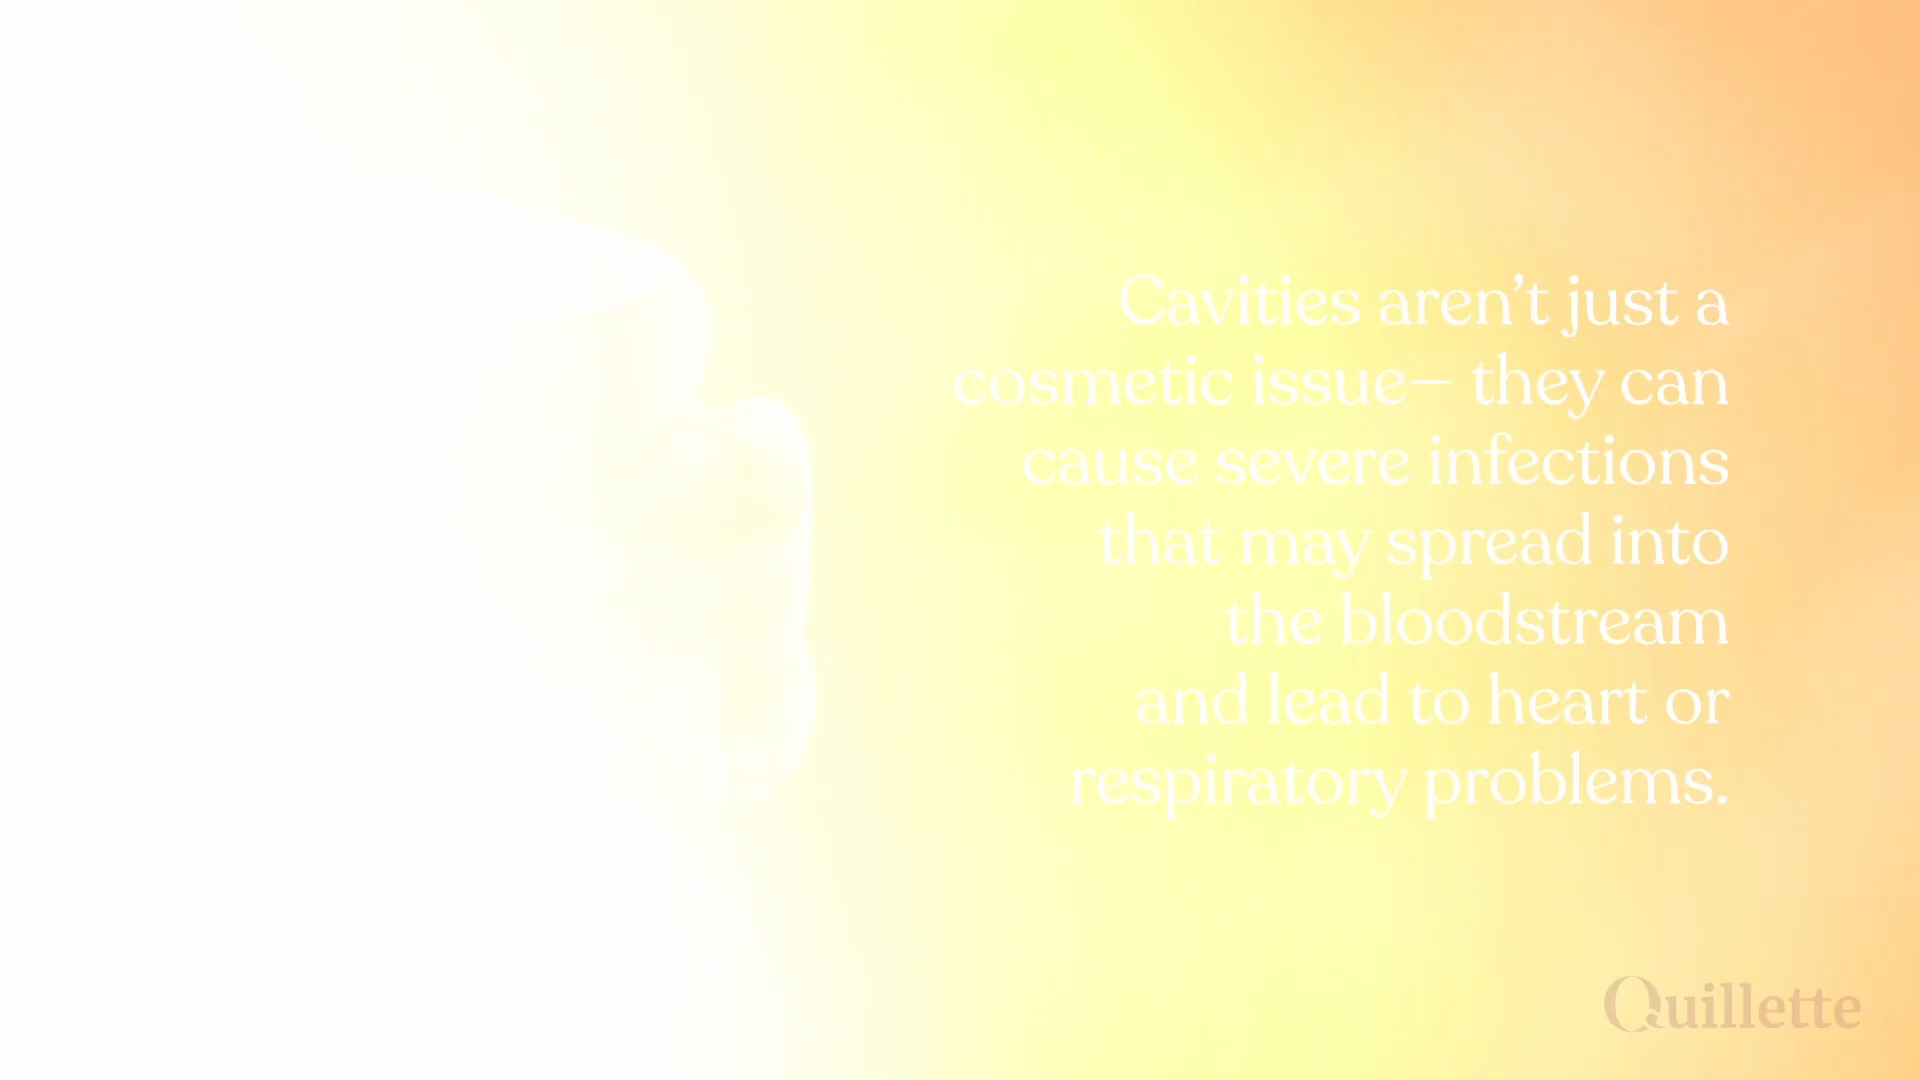 Cavities aren’t just a
cosmetic issue— they can
cause severe infections
that may spread into
the bloodstream
and lead to heart or
respiratory problems.
Quillette